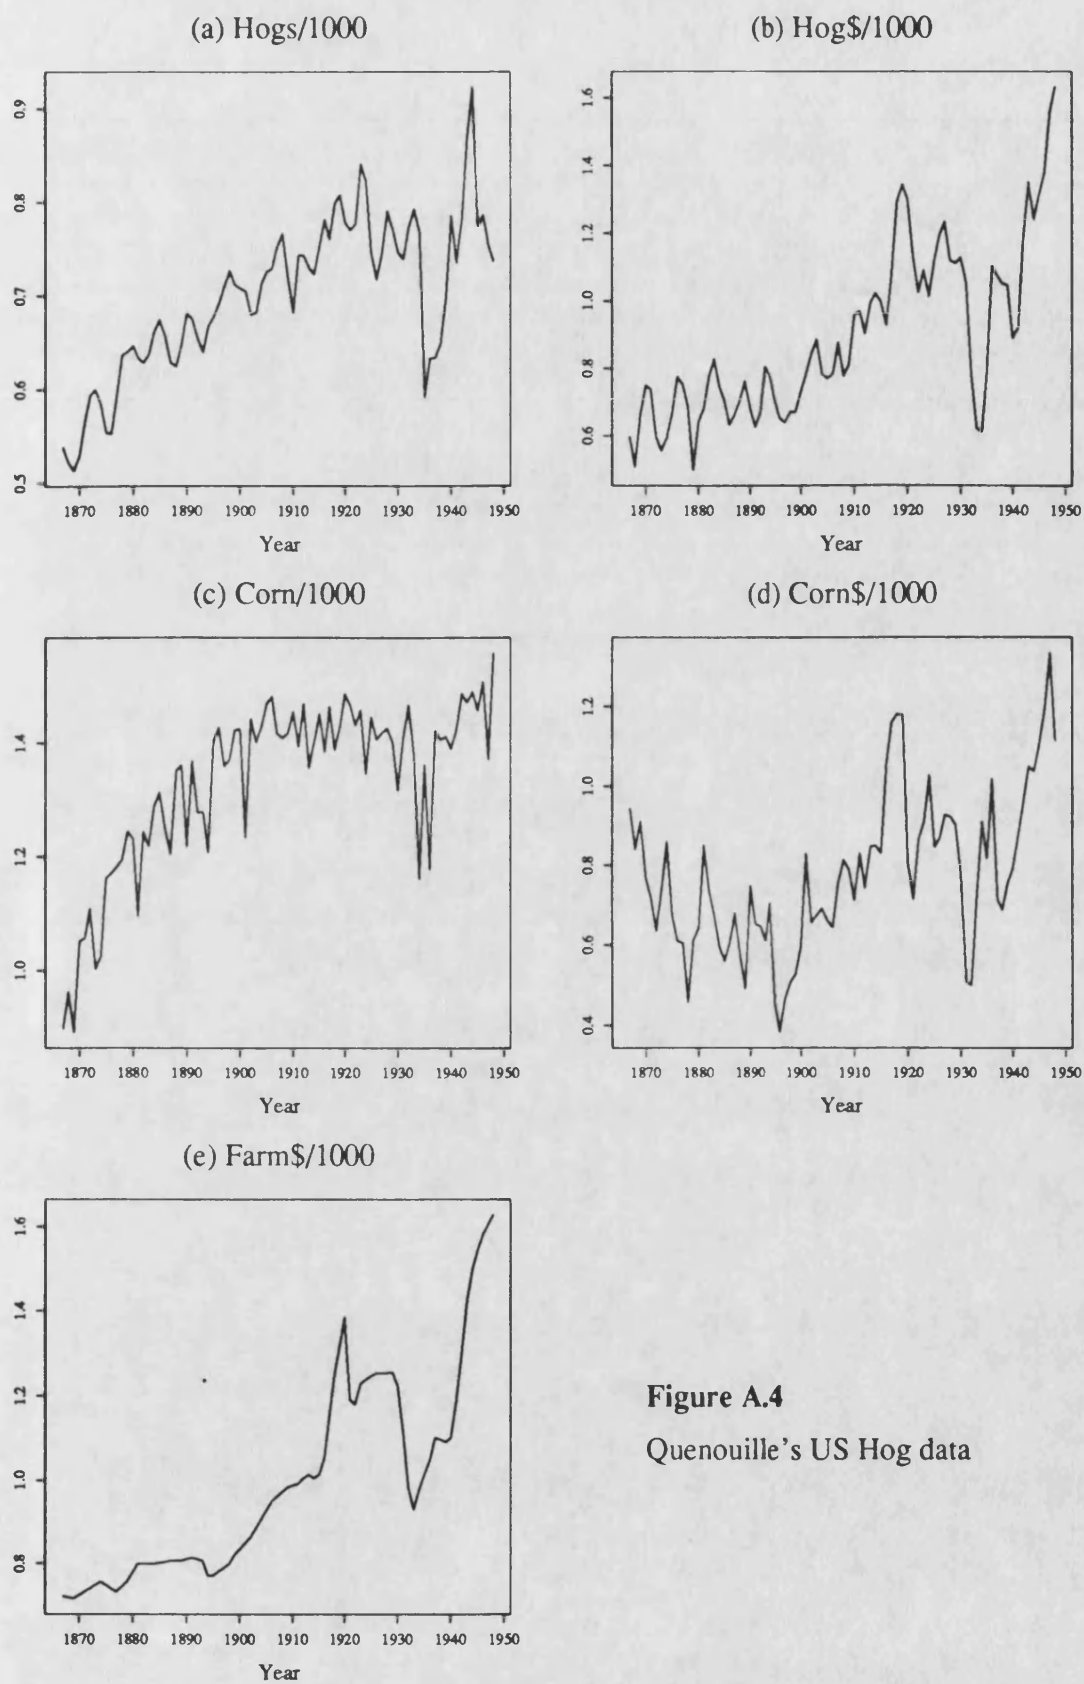 (a) Hogs/1000
0.9
0.8
0.7
0.6
0.5
1870 1880 1890 1900 1910 1920 1930 1940 1950
Year
(b) Hog$/1000
1.6
1.4
1.2
1.0
0.8
0.6
1870 1880 1890 1900 1910 1920 1930 1940 1950
Year
(c) Corn/1000
1.4
1.2
1.0
1870 1880 1890 1900 1910 1920 1930 1940 1950
Year
(d) Corn$/1000
1.2
1.0
0.8
0.6
0.4
1870 1880 1890 1900 1910 1920 1930 1940 1950
Year
(e) Farm$/1000
1.6
1.4
1.2
1.0
0.8
1870 1880 1890 1900 1910 1920 1930 1940 1950
Year
Figure A.4
Quenouille's US Hog data